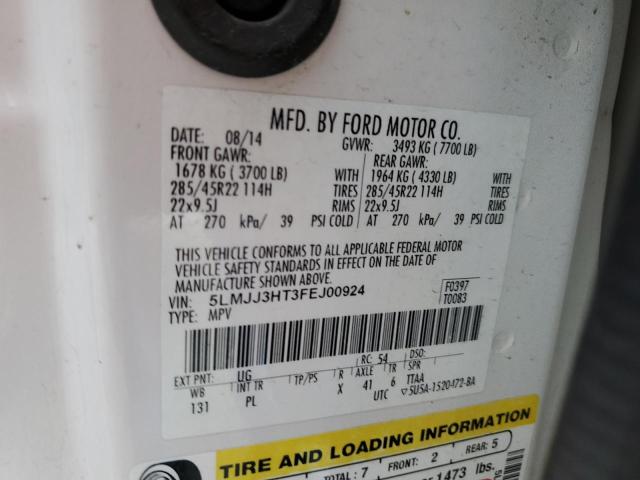 MFD. BY FORD MOTOR CO.
DATE: 08/14 GVWR: 3493 KG ( 7700 LB)
FRONT GAWR: REAR GAWR:
1678 KG ( 3700 LB) WITH 1964 KG ( 4330 LB) WITH
285/45R22 114H TIRES 285/45R22 114H TIRES
22x9.5J RIMS 22x9.5J RIMS
AT 270 kPa/ 39 PSI COLD AT 270 kPa/ 39 PSI COLD
THIS VEHICLE CONFORMS TO ALL APPLICABLE FEDERAL MOTOR
VEHICLE SAFETY STANDARDS IN EFFECT ON THE DATE OF
MANUFACTURE SHOWN ABOVE.
VIN: 5LMJJ3HT3FEJ00924 F0397
TYPE: MPV T0083
EXT PNT: UG RC: 54 DSO:
WB INT TR TP/PS R AXLE TR SPR
131 PL X 41 6 TTAA
UTC ▽5U5A-1520472-BA
TIRE AND LOADING INFORMATION
TOTAL: 7 FRONT: 2 REAR: 5
1473 lbs.